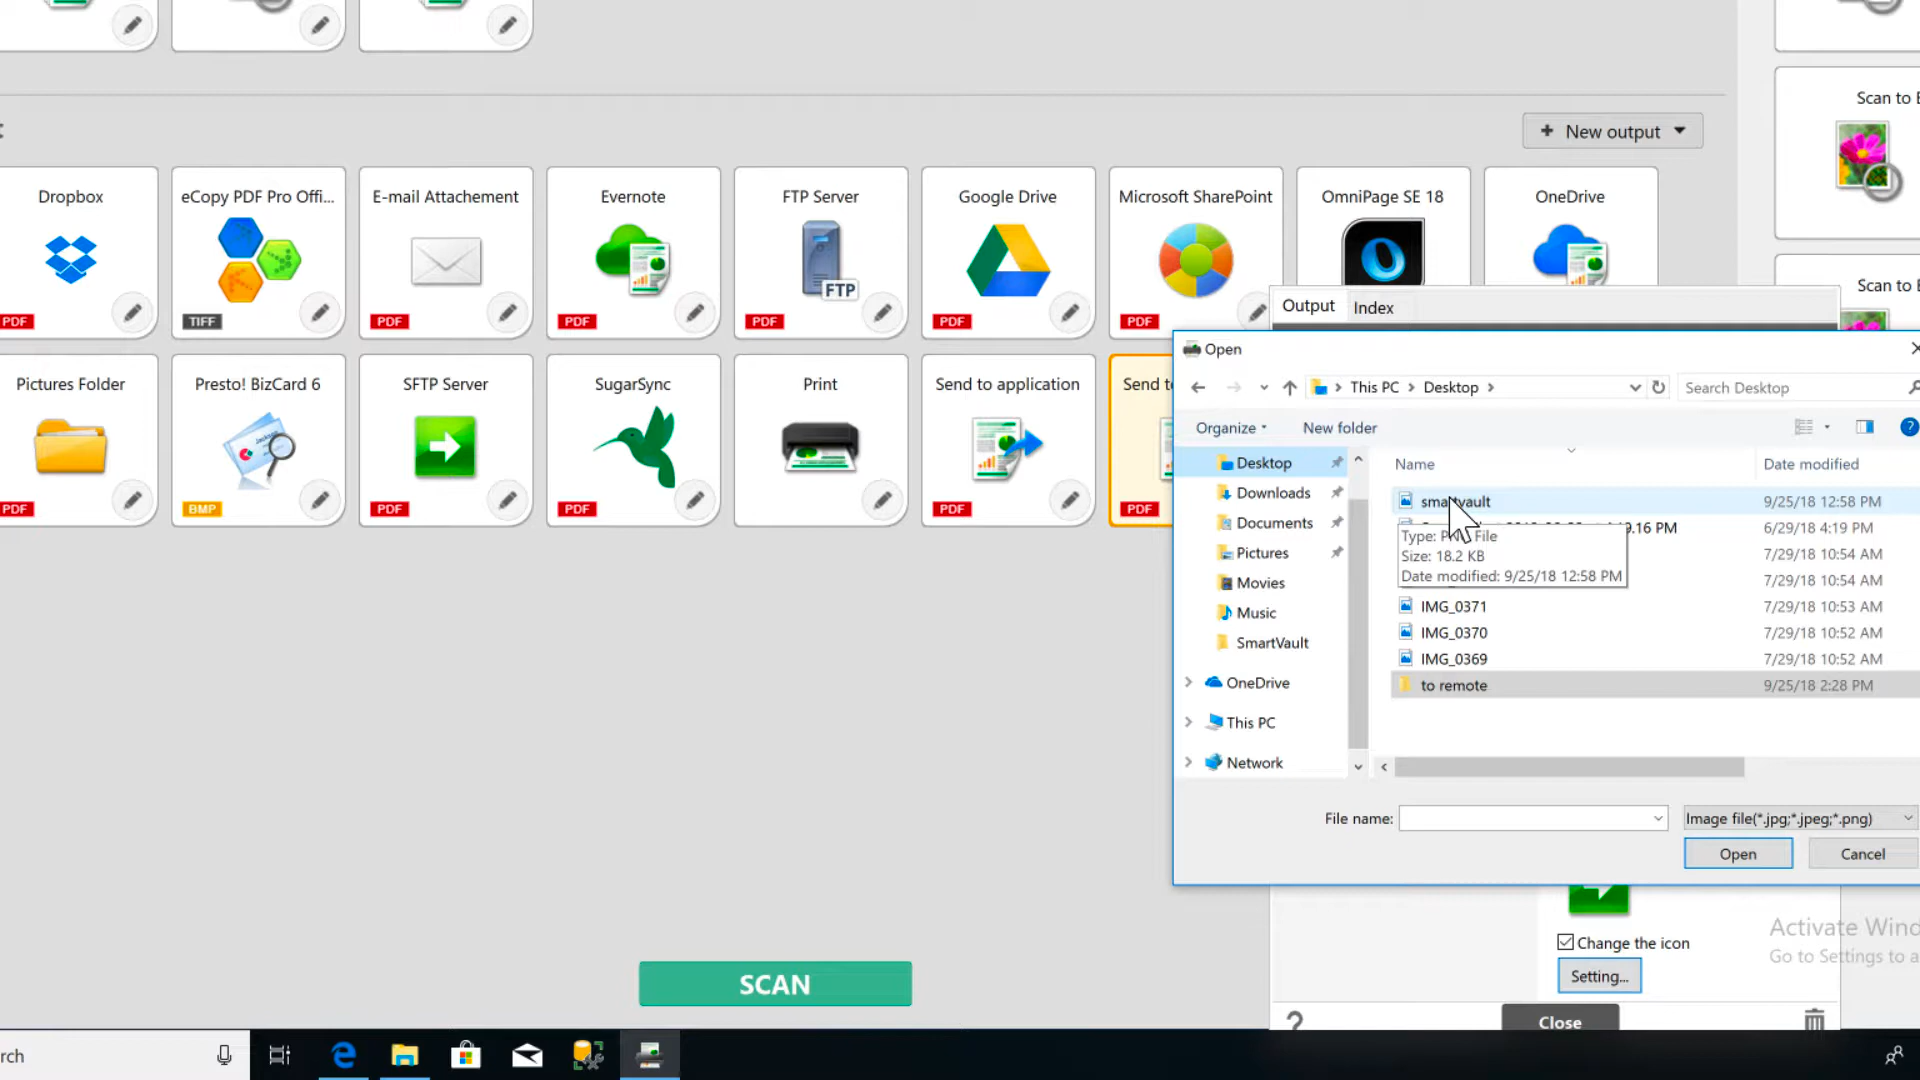 Scan to E
New output
Dropbox
eCopy PDF Pro Offi...
E-mail Attachement
Evernote
FTP Server
Google Drive
Microsoft SharePoint
OmniPage SE 18
OneDrive
FTP
PDF
TIFF
PDF
PDF
PDF
PDF
PDF
Scan to E
Output
Index
Pictures Folder
Presto! BizCard 6
SFTP Server
SugarSync
Print
Send to application
Send to
Jackson
PDF
BMP
PDF
PDF
PDF
PDF
Open
This PC
Desktop
Search Desktop
Organize
New folder
?
Desktop
Downloads
Documents
Pictures
Movies
Music
SmartVault
OneDrive
This PC
Network
Name
Date modified
smartvault
9/25/18 12:58 PM
.16 PM
6/29/18 4:19 PM
Type: PNG File
Size: 18.2 KB
Date modified: 9/25/18 12:58 PM
7/29/18 10:54 AM
7/29/18 10:54 AM
IMG_0371
7/29/18 10:53 AM
IMG_0370
7/29/18 10:52 AM
IMG_0369
7/29/18 10:52 AM
to remote
9/25/18 2:28 PM
File name:
Image file(*.jpg;*.jpeg;*.png)
Open
Cancel
Activate Wind
Go to Settings to a
Change the icon
Setting...
SCAN
?
Close
rch